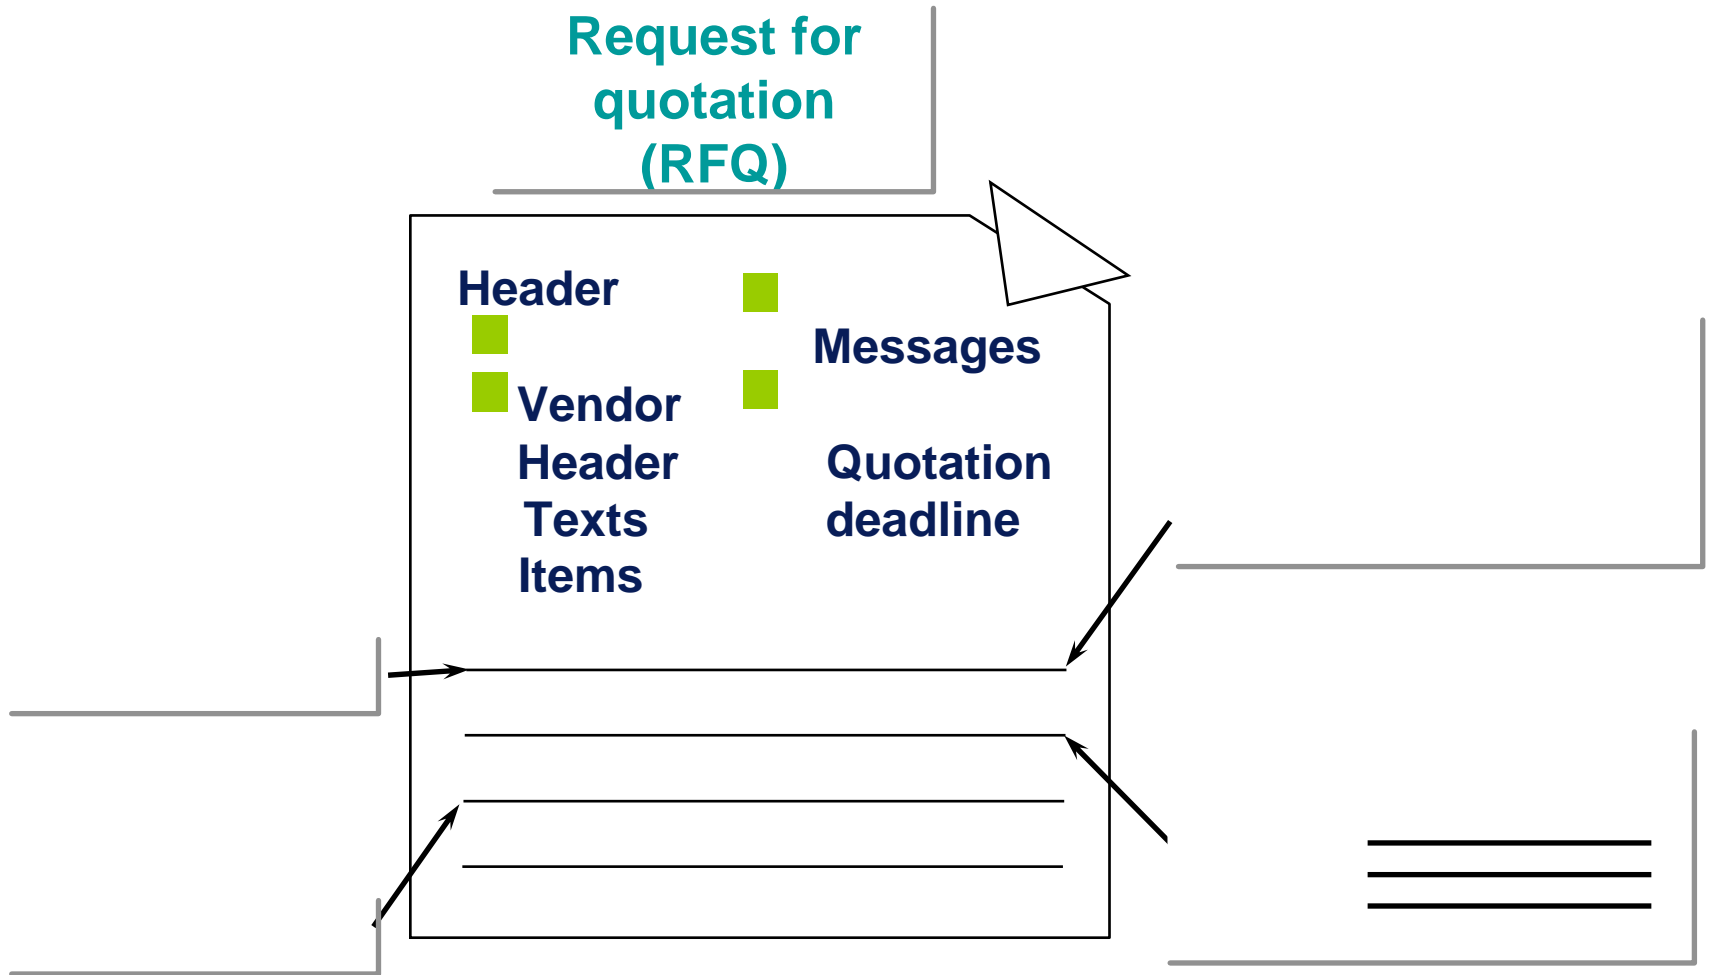 Request for
quotation
(RFQ)
Header
Messages
Vendor
Header
Texts
Items
Quotation
deadline